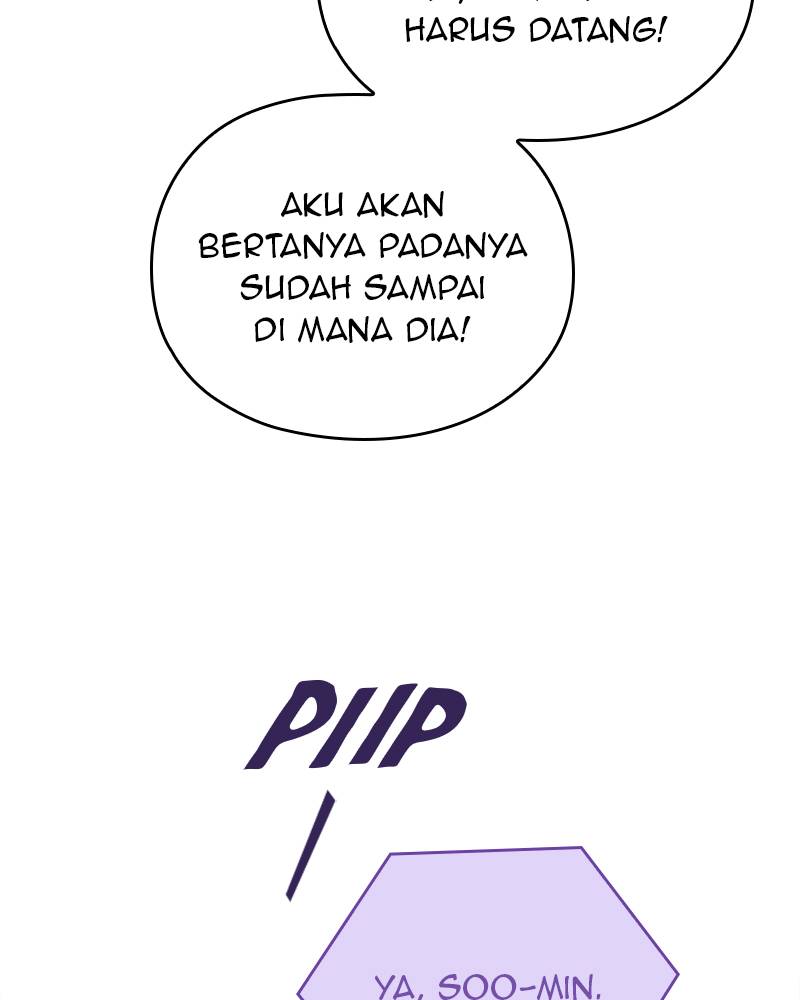 HARUS DATANG!
AKU AKAN
BERTANYA PADANYA
SUDAH SAMPAI
DI MANA DIA!
PIIP
YA, SOO-MIN.